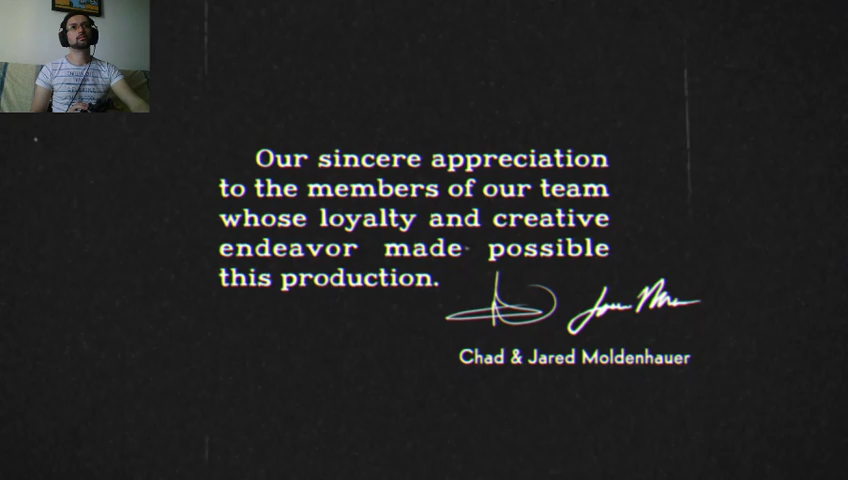 Our sincere appreciation
to the members of our team
whose loyalty and creative
endeavor made possible
this production.
Chad & Jared Moldenhauer